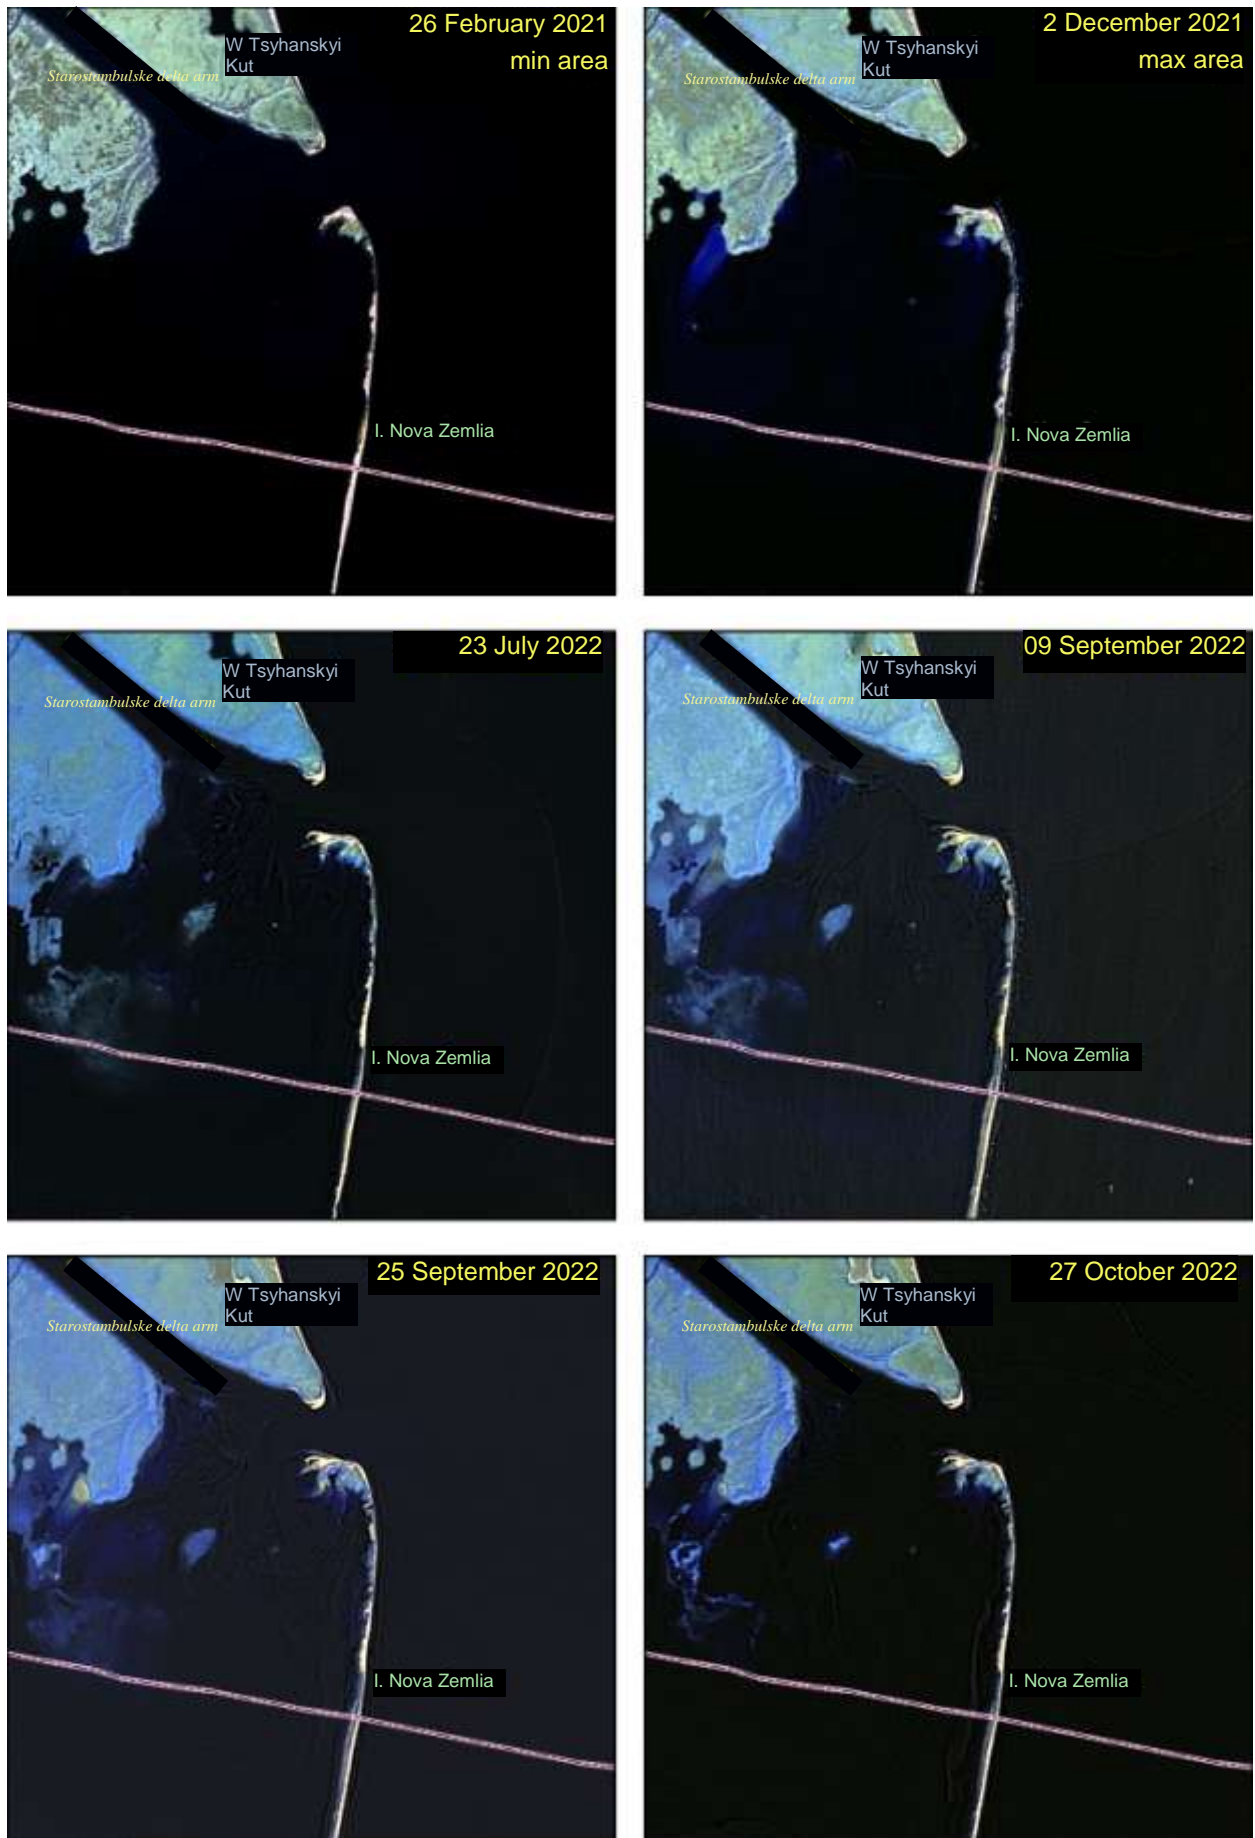 26 February 2021
min area
W Tsyhanskyi
Kut
Starostambulske delta arm
I. Nova Zemlia
2 December 2021
max area
W Tsyhanskyi
Kut
Starostambulske delta arm
I. Nova Zemlia
23 July 2022
W Tsyhanskyi
Kut
Starostambulske delta arm
I. Nova Zemlia
09 September 2022
W Tsyhanskyi
Kut
Starostambulske delta arm
I. Nova Zemlia
25 September 2022
W Tsyhanskyi
Kut
Starostambulske delta arm
I. Nova Zemlia
27 October 2022
W Tsyhanskyi
Kut
Starostambulske delta arm
I. Nova Zemlia